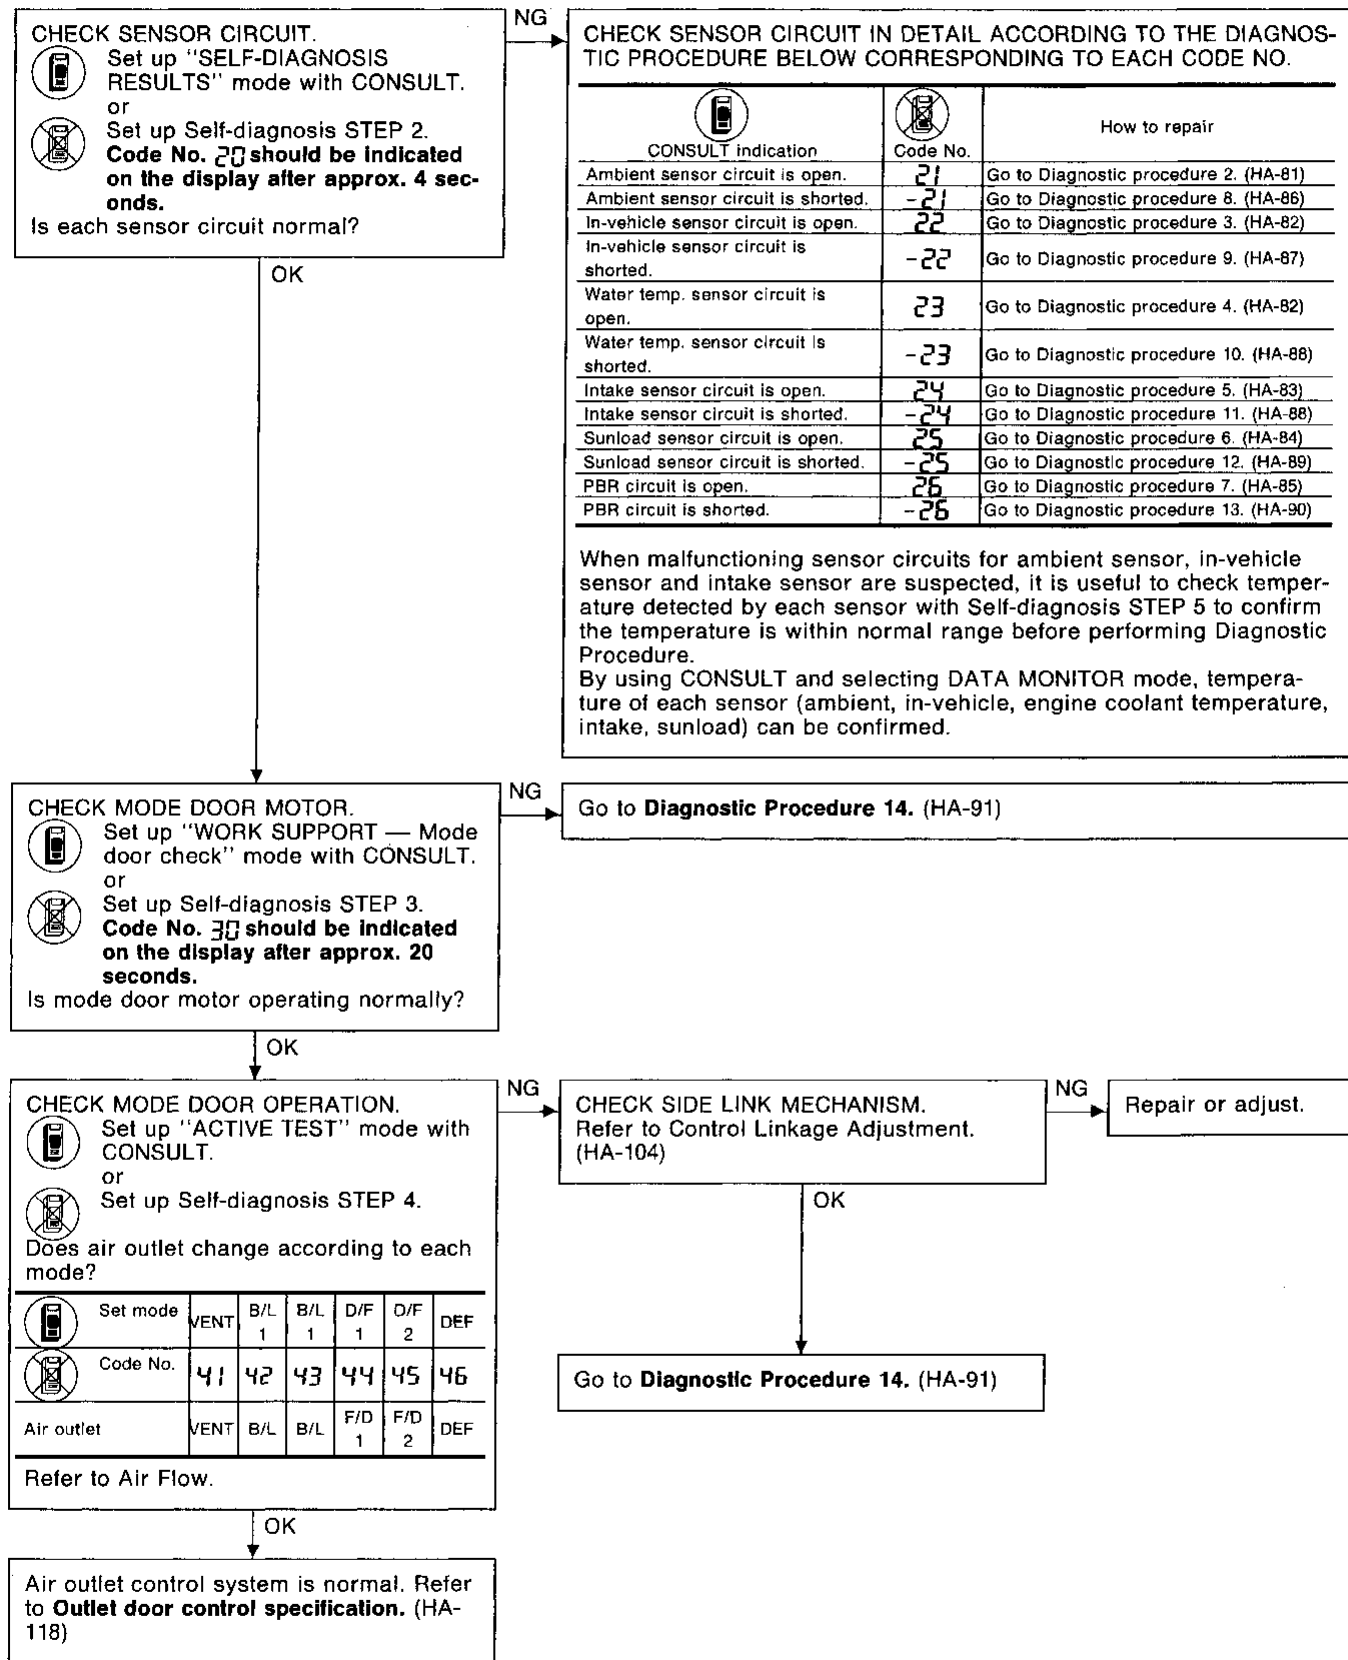 CHECK SENSOR CIRCUIT.
Set up "SELF-DIAGNOSIS
RESULTS" mode with CONSULT.
or
Set up Self-diagnosis STEP 2.
Code No. 20 should be indicated
on the display after approx. 4 sec-
onds.
Is each sensor circuit normal?
NG
OK
CHECK SENSOR CIRCUIT IN DETAIL ACCORDING TO THE DIAGNOS-
TIC PROCEDURE BELOW CORRESPONDING TO EACH CODE NO.
CONSULT indication Code No. How to repair
Ambient sensor circuit is open. 21 Go to Diagnostic procedure 2. (HA-81)
Ambient sensor circuit is shorted. -21 Go to Diagnostic procedure 8. (HA-86)
In-vehicle sensor circuit is open. 22 Go to Diagnostic procedure 3. (HA-82)
In-vehicle sensor circuit is
shorted. -22 Go to Diagnostic procedure 9. (HA-87)
Water temp. sensor circuit is
open. 23 Go to Diagnostic procedure 4. (HA-82)
Water temp. sensor circuit is
shorted. -23 Go to Diagnostic procedure 10. (HA-88)
Intake sensor circuit is open. 24 Go to Diagnostic procedure 5. (HA-83)
Intake sensor circuit is shorted. -24 Go to Diagnostic procedure 11. (HA-88)
Sunload sensor circuit is open. 25 Go to Diagnostic procedure 6. (HA-84)
Sunload sensor circuit is shorted. -25 Go to Diagnostic procedure 12. (HA-89)
PBR circuit is open. 26 Go to Diagnostic procedure 7. (HA-85)
PBR circuit is shorted. -26 Go to Diagnostic procedure 13. (HA-90)
When malfunctioning sensor circuits for ambient sensor, in-vehicle
sensor and intake sensor are suspected, it is useful to check temper-
ature detected by each sensor with Self-diagnosis STEP 5 to confirm
the temperature is within normal range before performing Diagnostic
Procedure.
By using CONSULT and selecting DATA MONITOR mode, tempera-
ture of each sensor (ambient, in-vehicle, engine coolant temperature,
intake, sunload) can be confirmed.
CHECK MODE DOOR MOTOR.
Set up "WORK SUPPORT — Mode
door check" mode with CONSULT.
or
Set up Self-diagnosis STEP 3.
Code No. 30 should be indicated
on the display after approx. 20
seconds.
Is mode door motor operating normally?
NG
Go to Diagnostic Procedure 14. (HA-91)
OK
CHECK MODE DOOR OPERATION.
Set up "ACTIVE TEST" mode with
CONSULT.
or
Set up Self-diagnosis STEP 4.
Does air outlet change according to each
mode?
Set mode VENT B/L 1 B/L 1 D/F 1 D/F 2 DEF
Code No. 41 42 43 44 45 46
Air outlet VENT B/L B/L F/D 1 F/D 2 DEF
Refer to Air Flow.
NG
CHECK SIDE LINK MECHANISM.
Refer to Control Linkage Adjustment.
(HA-104)
NG
Repair or adjust.
OK
Go to Diagnostic Procedure 14. (HA-91)
OK
Air outlet control system is normal. Refer
to Outlet door control specification. (HA-
118)